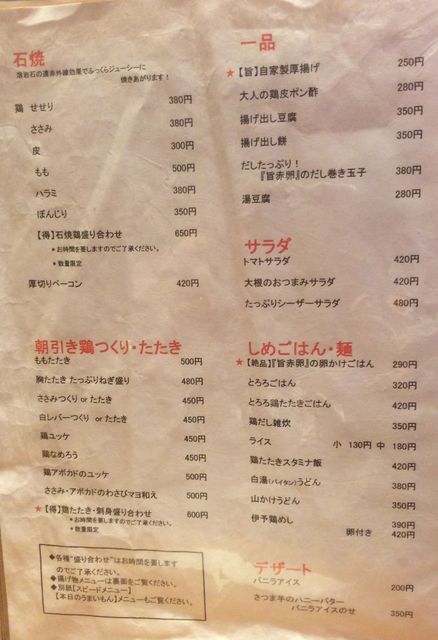 石焼
溶岩石の遠赤外線効果でふっくらジューシーに
焼きあがります！
鶏 せせり 380円
ささみ 380円
皮 300円
もも 500円
ハラミ 380円
ぼんじり 350円
【得】石焼鶏盛り合わせ 650円
＊お時間を要しますのでご了承ください。
＊数量限定
厚切りベーコン 420円
朝引き鶏つくり・たたき
ももたたき 500円
胸たたき たっぷりねぎ盛り 480円
ささみつくり or たたき 450円
白レバーつくり or たたき 450円
鶏ユッケ 450円
鶏なめろう 450円
鶏アボカドのユッケ 500円
ささみ・アボカドのわさびマヨ和え 500円
★【得】鶏たたき・刺身盛り合わせ 600円
＊お時間を要しますのでご了承ください。
＊数量限定
◆各種"盛り合わせ"はお時間を要します
のでご了承ください。
◆揚げ物メニューは裏面をご覧ください。
◆別紙【スピードメニュー】
【本日のうまいもん】メニューもご覧ください。
一品
★【旨】自家製厚揚げ 250円
大人の鶏皮ポン酢 280円
揚げ出し豆腐 350円
揚げ出し餅 350円
だしたっぷり！
『旨赤卵』のだし巻き玉子 380円
湯豆腐 280円
サラダ
トマトサラダ 420円
大根のおつまみサラダ 420円
たっぷりシーザーサラダ 480円
しめごはん・麺
★【絶品】『旨赤卵』の卵かけごはん 290円
とろろごはん 320円
とろろ鶏たたきごはん 420円
鶏だし雑炊 350円
ライス 小 130円 中 180円
鶏たたきスタミナ飯 420円
白湯(パイタン)うどん 380円
山かけうどん 350円
伊予鶏めし 390円
卵付き 420円
デザート
バニラアイス 200円
さつま芋のハニーバター
バニラアイスのせ 350円